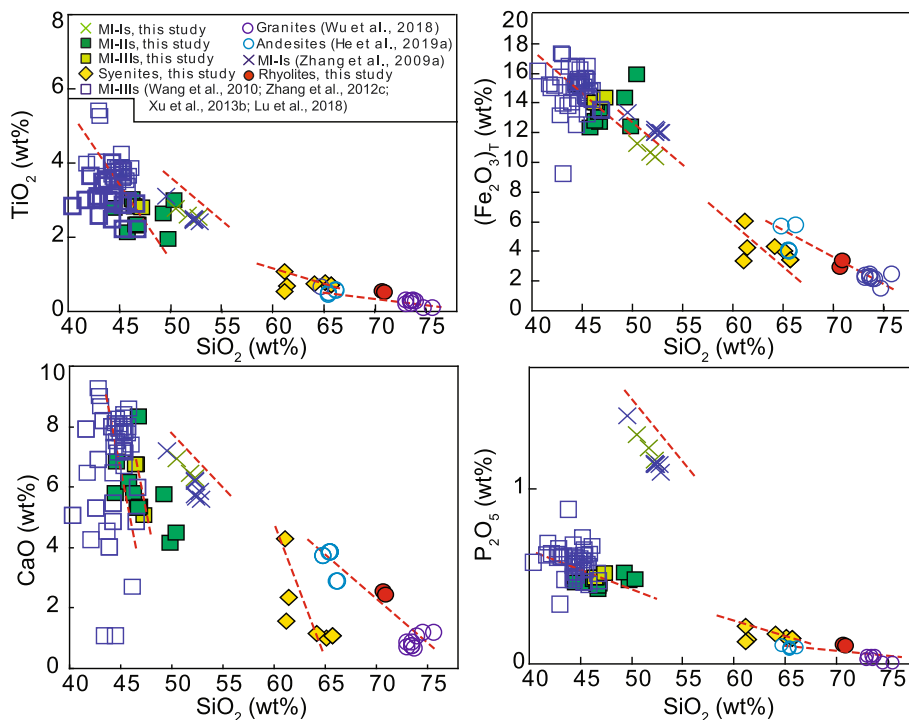 8
6
4
2
0
TiO2 (wt%)
MI-Is, this study
MI-IIs, this study
MI-IIIs, this study
Syenites, this study
Granites (Wu et al., 2018)
Andesites (He et al., 2019a)
MI-Is (Zhang et al., 2009a)
Rhyolites, this study
MI-IIIs (Wang et al., 2010; Zhang et al., 2012c;
Xu et al., 2013b; Lu et al., 2018)
40 45 50 55 60 65 70 75
SiO2 (wt%)
20
18
16
14
12
10
8
6
4
2
0
(Fe2O3)T (wt%)
40 45 50 55 60 65 70 75
SiO2 (wt%)
10
8
6
4
2
0
CaO (wt%)
40 45 50 55 60 65 70 75
SiO2 (wt%)
1
0
P2O5 (wt%)
40 45 50 55 60 65 70 75
SiO2 (wt%)